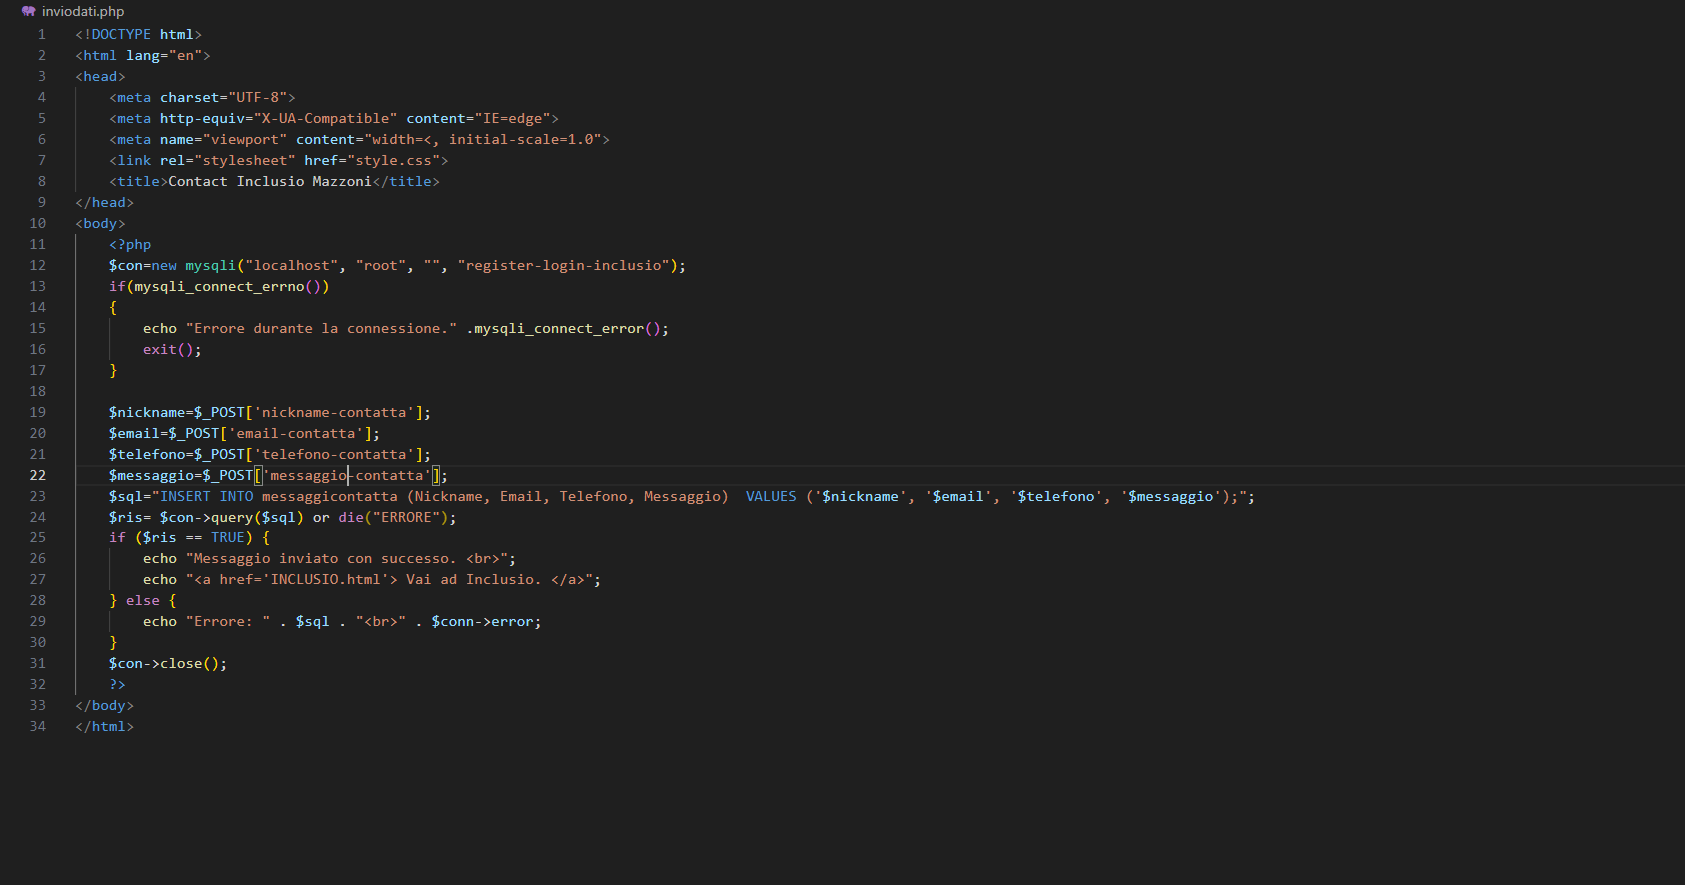 inviodati.php
1 <!DOCTYPE html>
2 <html lang="en">
3 <head>
4 <meta charset="UTF-8">
5 <meta http-equiv="X-UA-Compatible" content="IE=edge">
6 <meta name="viewport" content="width=<, initial-scale=1.0">
7 <link rel="stylesheet" href="style.css">
8 <title>Contact Inclusio Mazzoni</title>
9 </head>
10 <body>
11 <?php
12 $con=new mysqli("localhost", "root", "", "register-login-inclusio");
13 if(mysqli_connect_errno())
14 {
15 echo "Errore durante la connessione." .mysqli_connect_error();
16 exit();
17 }
18
19 $nickname=$_POST['nickname-contatta'];
20 $email=$_POST['email-contatta'];
21 $telefono=$_POST['telefono-contatta'];
22 $messaggio=$_POST['messaggio-contatta'];
23 $sql="INSERT INTO messaggicontatta (Nickname, Email, Telefono, Messaggio)  VALUES ('$nickname', '$email', '$telefono', '$messaggio');";
24 $ris= $con->query($sql) or die("ERRORE");
25 if ($ris == TRUE) {
26 echo "Messaggio inviato con successo. <br>";
27 echo "<a href='INCLUSIO.html'> Vai ad Inclusio. </a>";
28 } else {
29 echo "Errore: " . $sql . "<br>" . $conn->error;
30 }
31 $con->close();
32 ?>
33 </body>
34 </html>